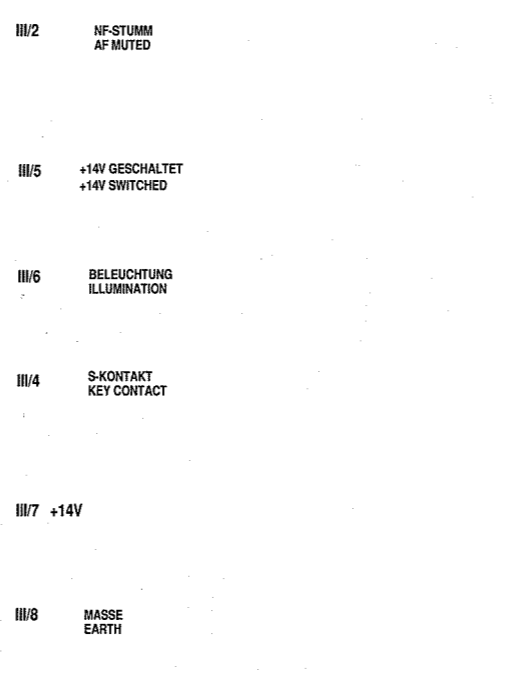 III/2 NF-STUMM
AF MUTED
III/5 +14V GESCHALTET
+14V SWITCHED
III/6 BELEUCHTUNG
ILLUMINATION
III/4 S-KONTAKT
KEY CONTACT
III/7 +14V
III/8 MASSE
EARTH